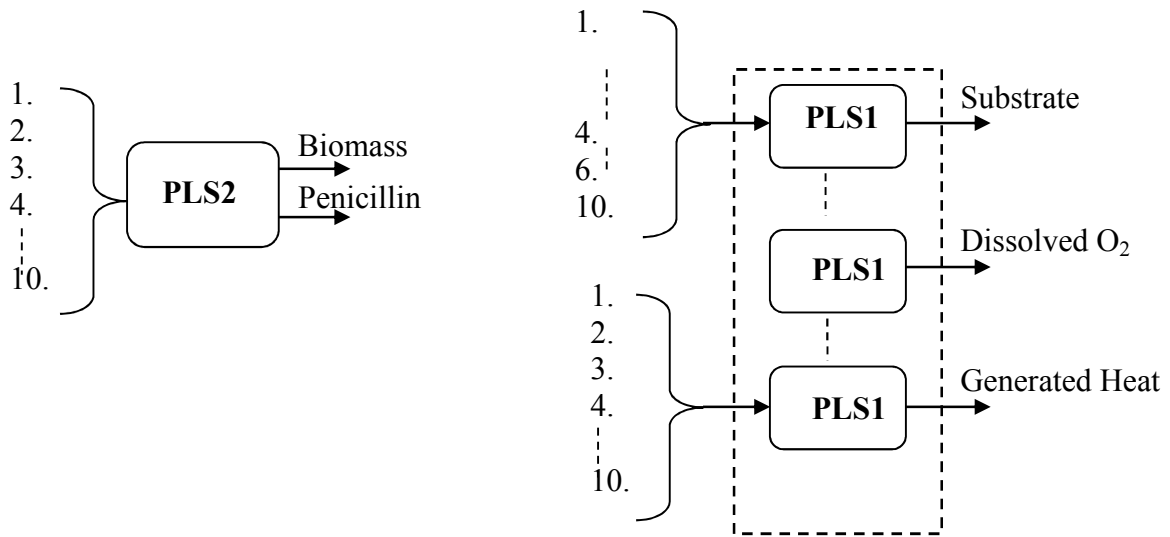 1.
2.
3.
4.
10.
PLS2
Biomass
Penicillin
1.
4.
6.
10.
PLS1
Substrate
PLS1
Dissolved O₂
1.
2.
3.
4.
10.
PLS1
Generated Heat